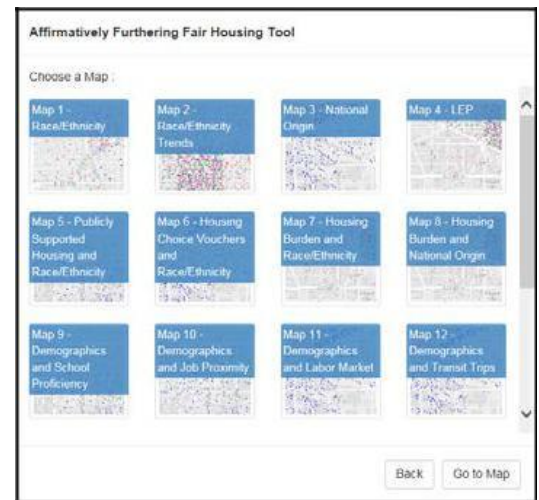 Affirmatively Furthering Fair Housing Tool
Choose a Map :
Map 1 -
Race/Ethnicity
Map 2 -
Race/Ethnicity
Trends
Map 3 - National
Origin
Map 4 - LEP
Map 5 - Publicly
Supported
Housing and
Race/Ethnicity
Map 6 - Housing
Choice Vouchers
and
Race/Ethnicity
Map 7 - Housing
Burden and
Race/Ethnicity
Map 8 - Housing
Burden and
National Origin
Map 9 -
Demographics
and School
Proficiency
Map 10 -
Demographics
and Job Proximity
Map 11 -
Demographics
and Labor Market
Map 12 -
Demographics
and Transit Trips
Back
Go to Map